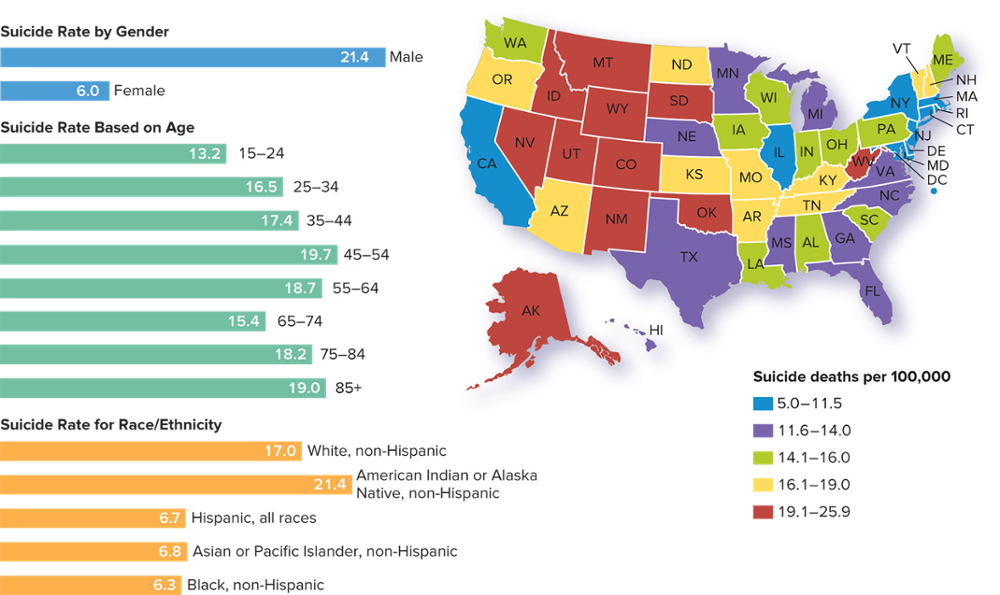 Suicide Rate by Gender
21.4 Male
6.0 Female
Suicide Rate Based on Age
13.2 15–24
16.5 25–34
17.4 35–44
19.7 45–54
18.7 55–64
15.4 65–74
18.2 75–84
19.0 85+
Suicide Rate for Race/Ethnicity
17.0 White, non-Hispanic
21.4 American Indian or Alaska
Native, non-Hispanic
6.7 Hispanic, all races
6.8 Asian or Pacific Islander, non-Hispanic
6.3 Black, non-Hispanic
WA
OR
CA
NV
ID
MT
WY
UT
CO
AZ
NM
ND
SD
NE
KS
OK
TX
MN
IA
MO
AR
LA
WI
IL
MI
IN
OH
KY
TN
MS
AL
GA
FL
SC
NC
VA
WV
PA
NY
VT
ME
NH
MA
RI
CT
NJ
DE
MD
DC
AK
HI
Suicide deaths per 100,000
5.0–11.5
11.6–14.0
14.1–16.0
16.1–19.0
19.1–25.9